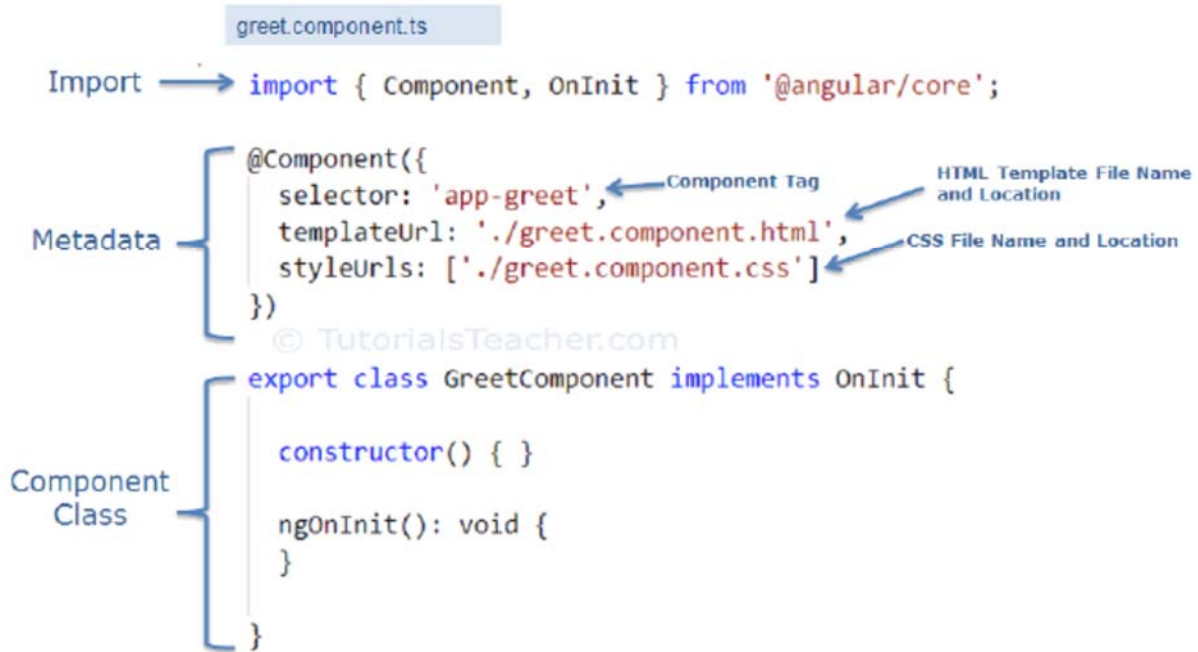 greet.component.ts
Import
import { Component, OnInit } from '@angular/core';
@Component({
selector: 'app-greet',
Component Tag
HTML Template File Name
and Location
templateUrl: './greet.component.html',
CSS File Name and Location
styleUrls: ['./greet.component.css']
})
Metadata
© TutorialsTeacher.com
export class GreetComponent implements OnInit {
constructor() { }
Component
Class
ngOnInit(): void {
}
}